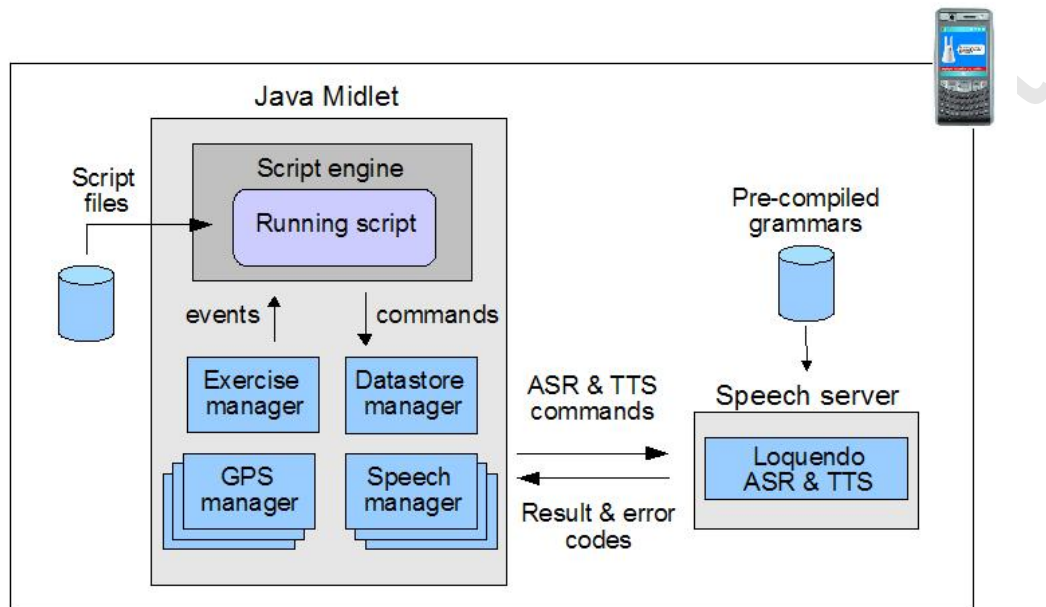 Java Midlet
Script engine
Running script
Script
files
events
commands
Exercise
manager
Datastore
manager
GPS
manager
Speech
manager
ASR & TTS
commands
Result & error
codes
Pre-compiled
grammars
Speech server
Loquendo
ASR & TTS